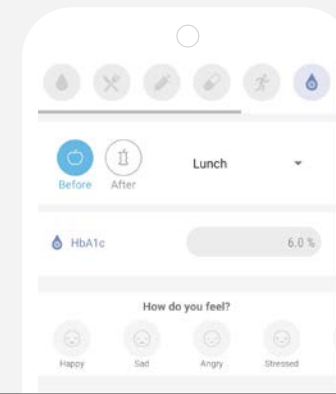 Lunch
Before After
HbA1c 6.0 %
How do you feel?
Happy Sad Angry Stressed